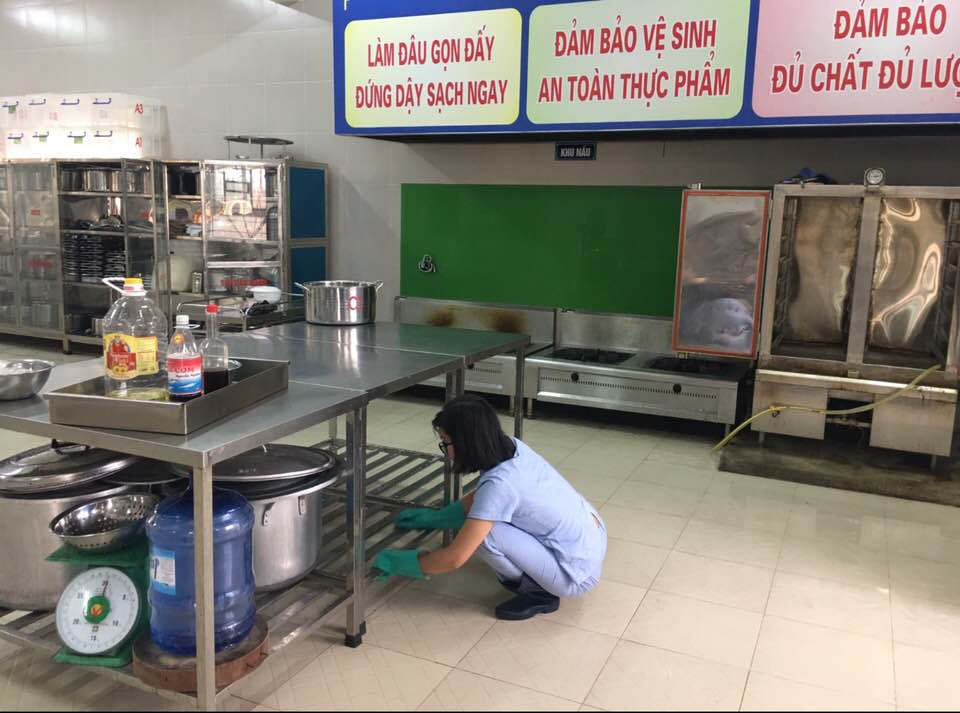 LÀM ĐÂU GỌN ĐẤY
ĐỨNG DẬY SẠCH NGAY
ĐẢM BẢO VỆ SINH
AN TOÀN THỰC PHẨM
ĐẢM BẢO
ĐỦ CHẤT ĐỦ
KHU NẤU
A3